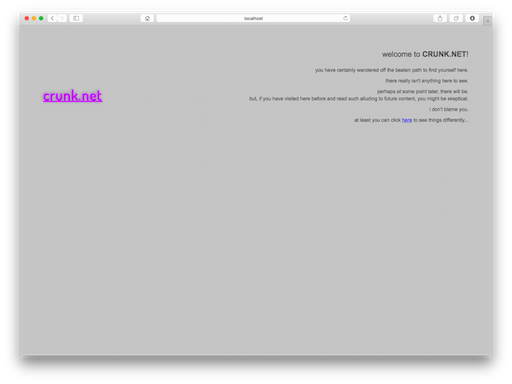 localhost
welcome to CRUNK.NET!
you have certainly wandered off the beaten path to find yourself here.
there really isn't anything here to see.
crunk.net
perhaps at some point later, there will be.
but, if you have visited here before and read such alluding to future content, you might be skeptical.
i don't blame you.
at least you can click here to see things differently...